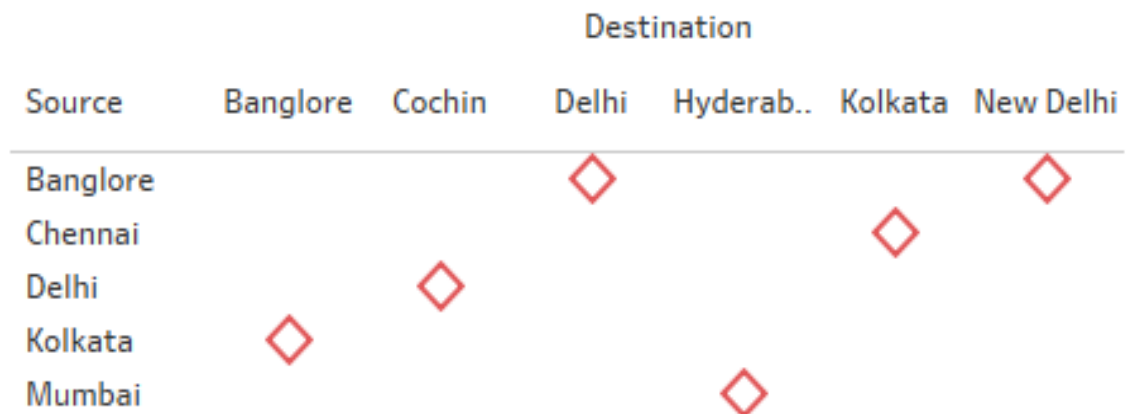 Destination
Source Banglore Cochin Delhi Hyderab.. Kolkata New Delhi
Banglore
Chennai
Delhi
Kolkata
Mumbai